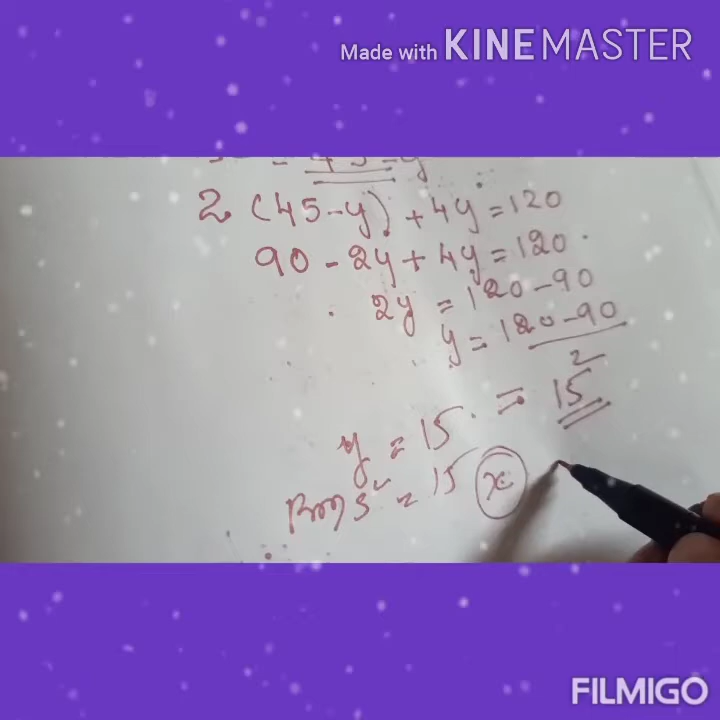 Made with KINEMASTER
= 45-y
2 (45-y) + 4y = 120
90 - 2y + 4y = 120
2y = 120-90
y = 120-90
2
y = 15 = 15
= 15 x
FILMIGO